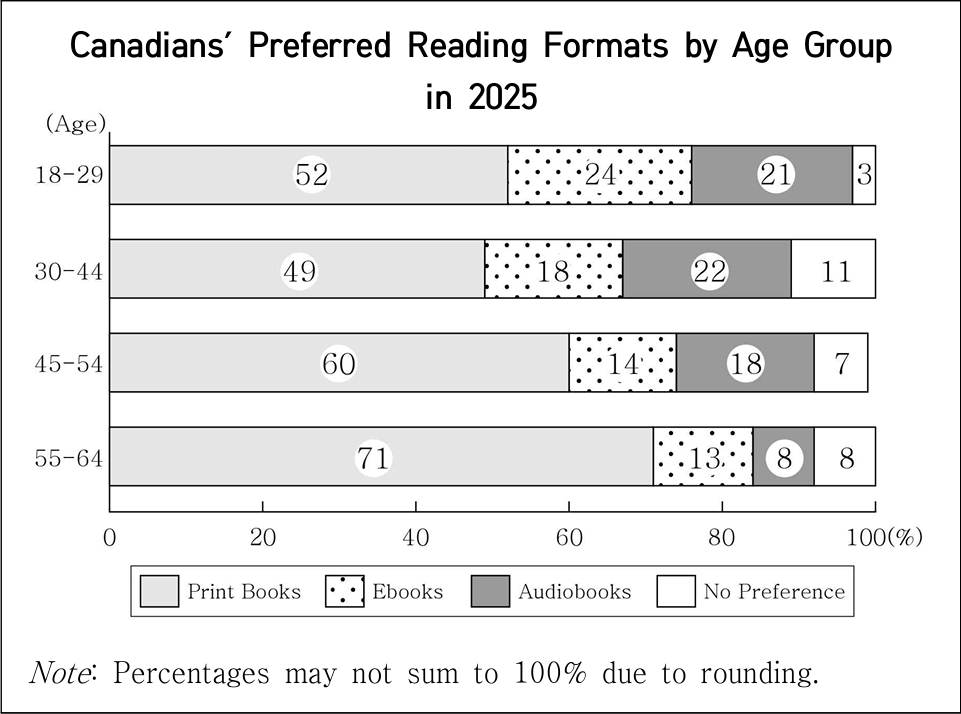 Canadians′ Preferred Reading Formats by Age Group
in 2025
(Age)
18-29 52 24 21 3
30-44 49 18 22 11
45-54 60 14 18 7
55-64 71 13 8 8
0 20 40 60 80 100(%)
Print Books Ebooks Audiobooks No Preference
Note: Percentages may not sum to 100% due to rounding.